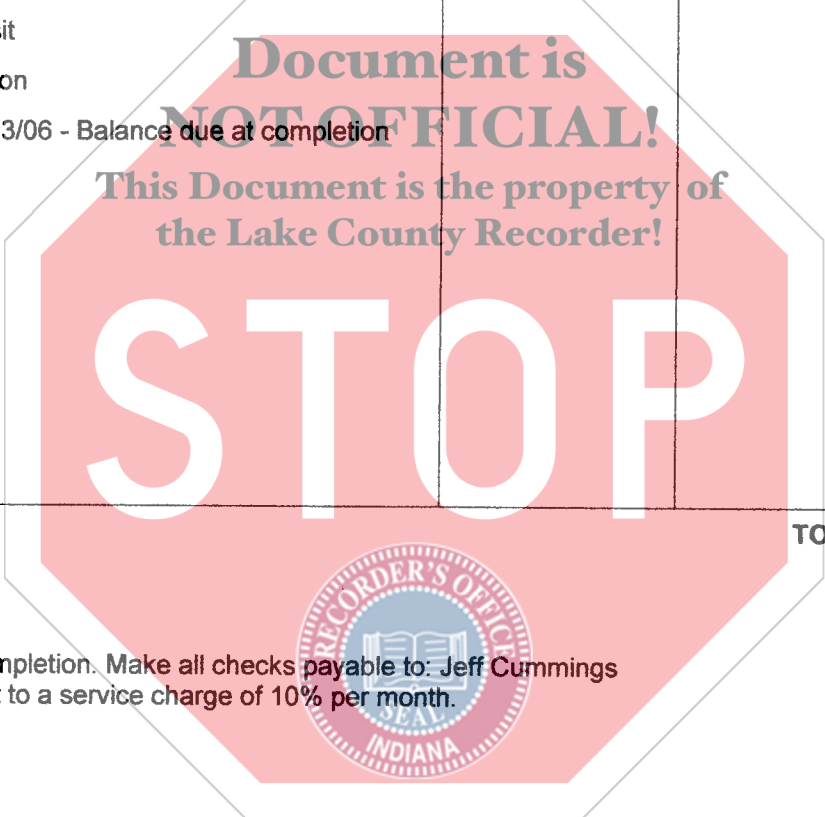 sit
on
Document is
3/06 - Balance due at completion
NOT OFFICIAL!
This Document is the property of
the Lake County Recorder!
STOP
TO
RECORDER'S OFFICE
mpletion. Make all checks payable to: Jeff Cummings
t to a service charge of 10% per month.
SEAL
INDIANA